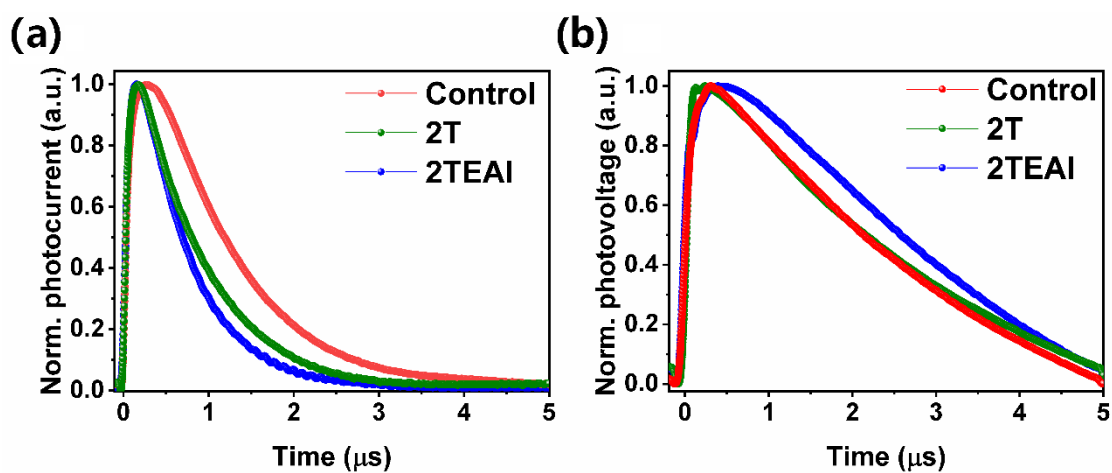 (a)
Norm. photocurrent (a.u.)
1.0
0.8
0.6
0.4
0.2
0.0
Control
2T
2TEAI
0 1 2 3 4 5
Time (μs)
(b)
Norm. photovoltage (a.u.)
1.0
0.8
0.6
0.4
0.2
0.0
Control
2T
2TEAI
0 1 2 3 4 5
Time (μs)